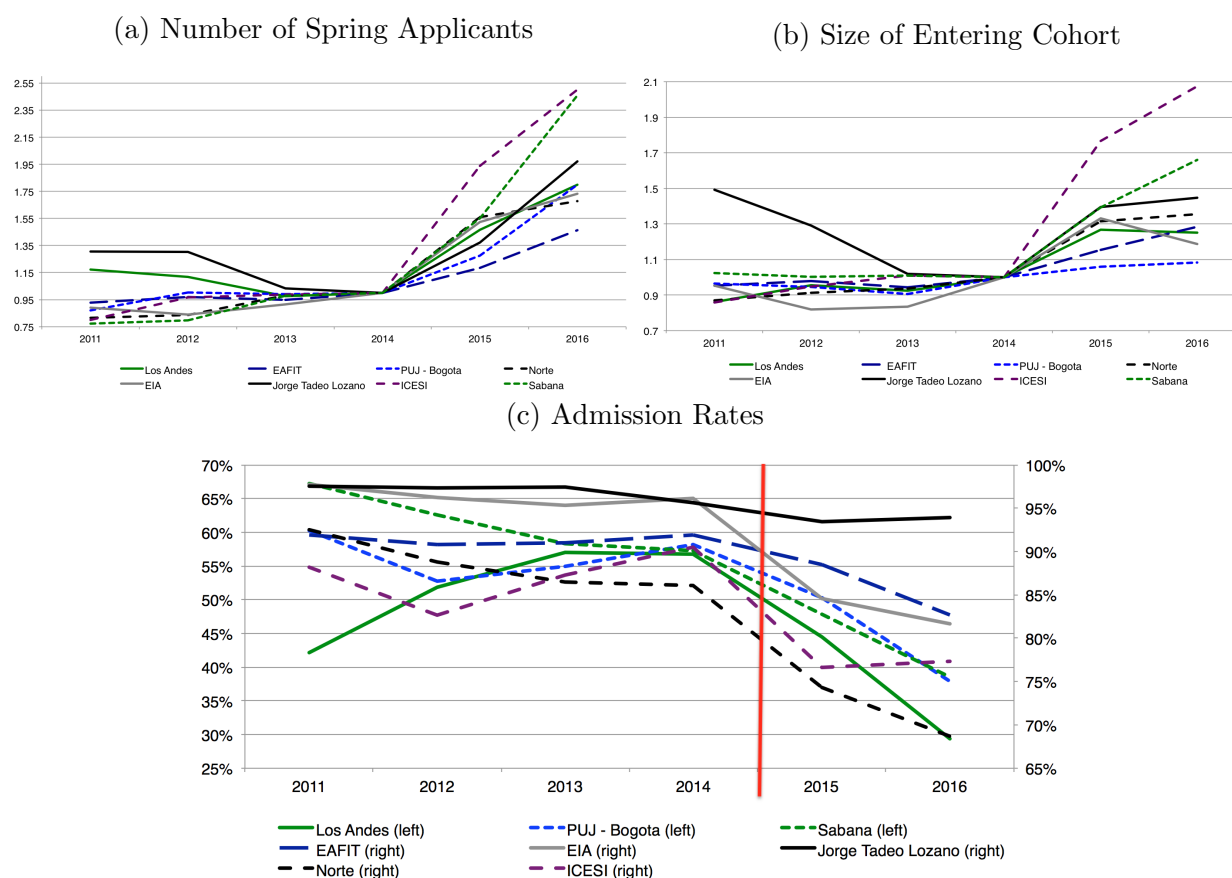 (a) Number of Spring Applicants
(b) Size of Entering Cohort
2.55
2.35
2.15
1.95
1.75
1.55
1.35
1.15
0.95
0.75
2011 2012 2013 2014 2015 2016
Los Andes EAFIT PUJ - Bogota Norte
EIA Jorge Tadeo Lozano ICESI Sabana
2.1
1.9
1.7
1.5
1.3
1.1
0.9
0.7
2011 2012 2013 2014 2015 2016
Los Andes EAFIT PUJ - Bogota Norte
EIA Jorge Tadeo Lozano ICESI Sabana
(c) Admission Rates
70%
65%
60%
55%
50%
45%
40%
35%
30%
25%
100%
95%
90%
85%
80%
75%
70%
65%
2011 2012 2013 2014 2015 2016
Los Andes (left) PUJ - Bogota (left) Sabana (left)
EAFIT (right) EIA (right) Jorge Tadeo Lozano (right)
Norte (right) ICESI (right)